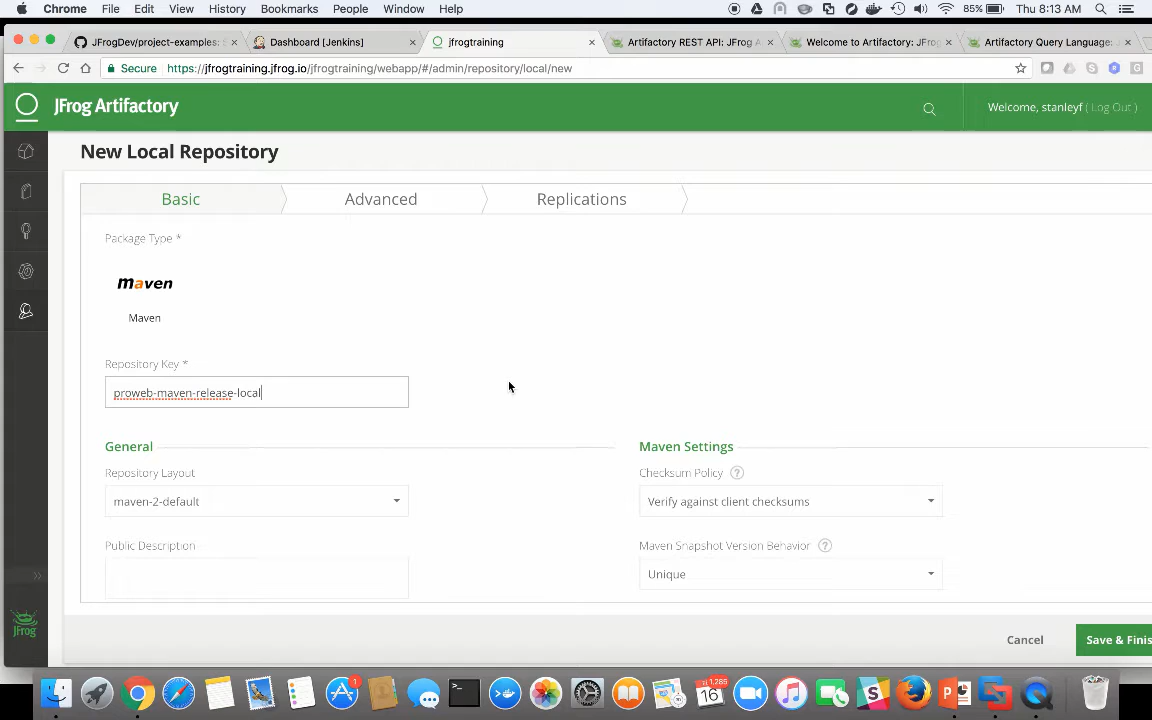 Chrome File Edit View History Bookmarks People Window Help 85% Thu 8:13 AM
JFrogDev/project-examples: Dashboard [Jenkins] jfrogtraining Artifactory REST API: JFrog Welcome to Artifactory: JFrog Artifactory Query Language:
Secure https://jfrogtraining.jfrog.io/jfrogtraining/webapp/#/admin/repository/local/new
JFrog Artifactory
Welcome, stanleyf ( Log Out )
New Local Repository
Basic Advanced Replications
Package Type *
maven
Maven
Repository Key *
proweb-maven-release-local
General Maven Settings
Repository Layout Checksum Policy ?
maven-2-default Verify against client checksums
Public Description Maven Snapshot Version Behavior ?
Unique
JFrog
Cancel Save & Finis
1 1,265
16